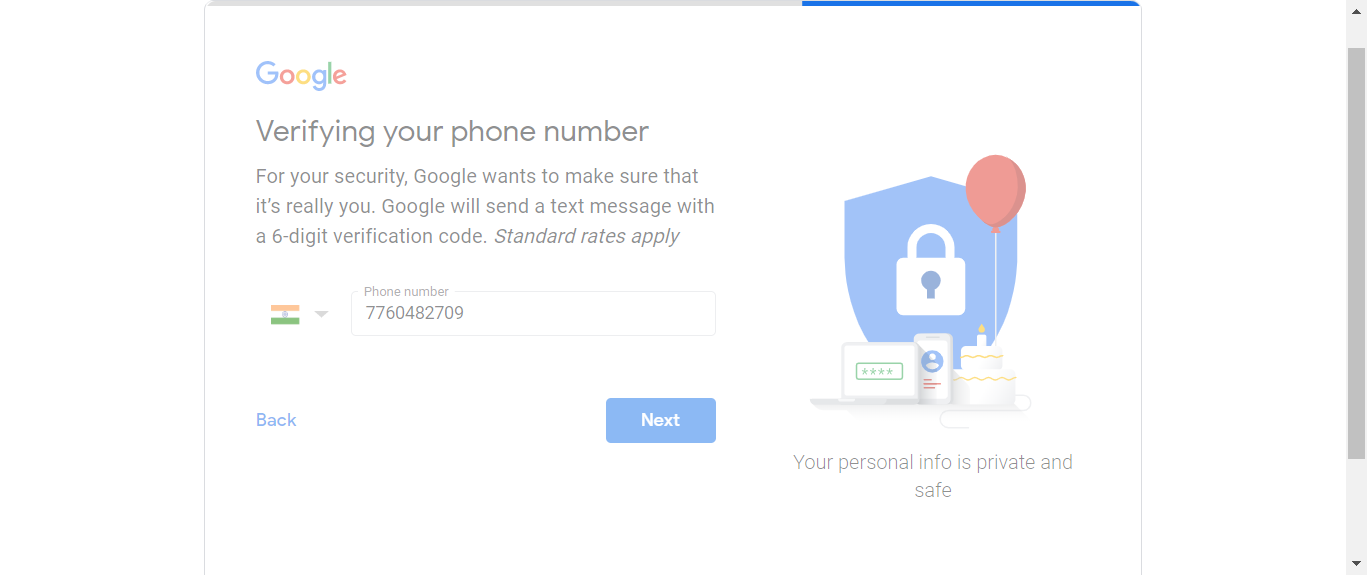 Google
Verifying your phone number
For your security, Google wants to make sure that
it’s really you. Google will send a text message with
a 6-digit verification code. Standard rates apply
Phone number
7760482709
Back
Next
****
Your personal info is private and
safe